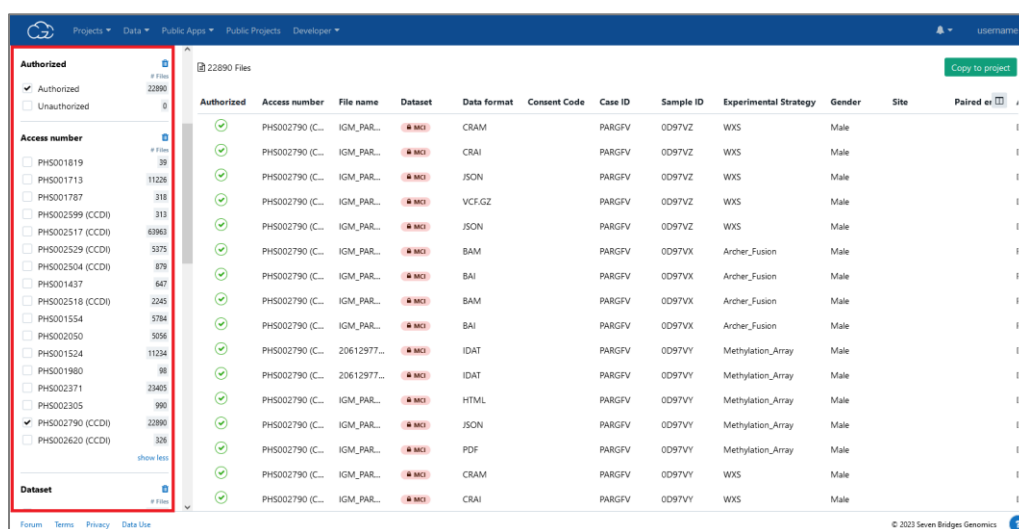 Projects Data Public Apps Public Projects Developer username
Authorized
# Files
Authorized 22890
Unauthorized 0
Access number
# Files
PHS001819 39
PHS001713 11226
PHS001787 318
PHS002599 (CCDI) 313
PHS002517 (CCDI) 63963
PHS002529 (CCDI) 5375
PHS002504 (CCDI) 879
PHS001437 647
PHS002518 (CCDI) 2245
PHS001554 5784
PHS002050 5056
PHS001524 11234
PHS001980 98
PHS002371 23405
PHS002305 990
PHS002790 (CCDI) 22890
PHS002620 (CCDI) 326
show less
Dataset
# Files
22890 Files Copy to project
Authorized Access number File name Dataset Data format Consent Code Case ID Sample ID Experimental Strategy Gender Site Paired
PHS002790 (C... IGM_PAR... MCI CRAM PARGFV 0D97VZ WXS Male
PHS002790 (C... IGM_PAR... MCI CRAI PARGFV 0D97VZ WXS Male
PHS002790 (C... IGM_PAR... MCI JSON PARGFV 0D97VZ WXS Male
PHS002790 (C... IGM_PAR... MCI VCF.GZ PARGFV 0D97VZ WXS Male
PHS002790 (C... IGM_PAR... MCI JSON PARGFV 0D97VZ WXS Male
PHS002790 (C... IGM_PAR... MCI BAM PARGFV 0D97VX Archer_Fusion Male
PHS002790 (C... IGM_PAR... MCI BAI PARGFV 0D97VX Archer_Fusion Male
PHS002790 (C... IGM_PAR... MCI BAM PARGFV 0D97VX Archer_Fusion Male
PHS002790 (C... IGM_PAR... MCI BAI PARGFV 0D97VX Archer_Fusion Male
PHS002790 (C... 20612977... MCI IDAT PARGFV 0D97VY Methylation_Array Male
PHS002790 (C... 20612977... MCI IDAT PARGFV 0D97VY Methylation_Array Male
PHS002790 (C... IGM_PAR... MCI HTML PARGFV 0D97VY Methylation_Array Male
PHS002790 (C... IGM_PAR... MCI JSON PARGFV 0D97VY Methylation_Array Male
PHS002790 (C... IGM_PAR... MCI PDF PARGFV 0D97VY Methylation_Array Male
PHS002790 (C... IGM_PAR... MCI CRAM PARGFV 0D97VY WXS Male
PHS002790 (C... IGM_PAR... MCI CRAI PARGFV 0D97VY WXS Male
Forum Terms Privacy Data Use © 2023 Seven Bridges Genomics